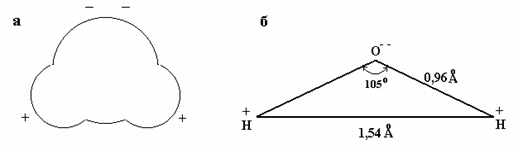 а
− −
+ +
б
O − −
105°
0,96 Å
+ +
H H
1,54 Å